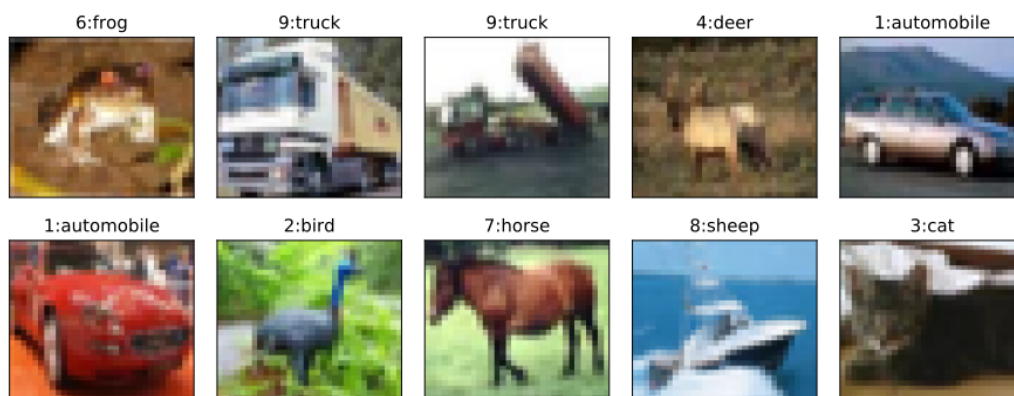 6:frog 9:truck 9:truck 4:deer 1:automobile
1:automobile 2:bird 7:horse 8:sheep 3:cat